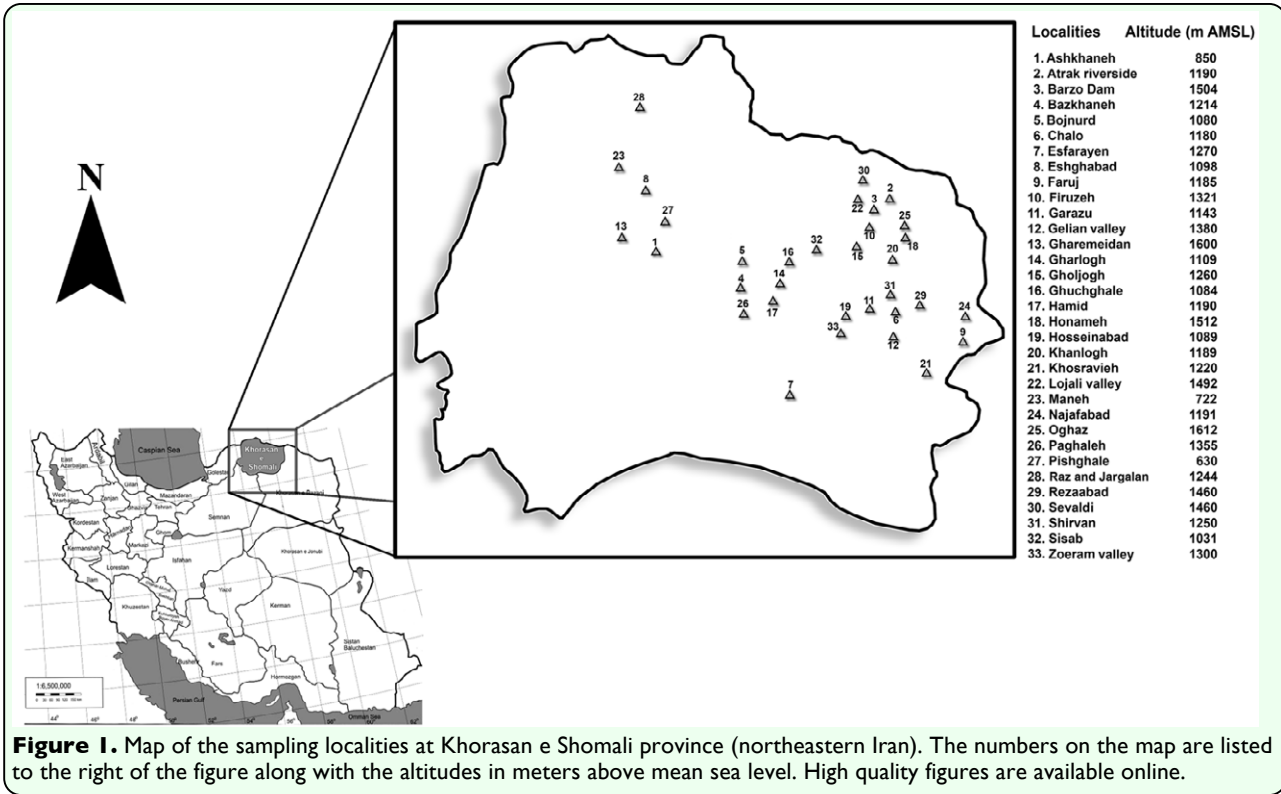 N
28
23
8
27
13
1
5
4
26
16
14
17
32
30
22
3
2
10
15
25
18
20
31
29
19
11
6
33
12
24
9
21
7
Localities Altitude (m AMSL)
1. Ashkhaneh 850
2. Atrak riverside 1190
3. Barzo Dam 1504
4. Bazkhaneh 1214
5. Bojnurd 1080
6. Chalo 1180
7. Esfarayen 1270
8. Eshghabad 1098
9. Faruj 1185
10. Firuzeh 1321
11. Garazu 1143
12. Gelian valley 1380
13. Gharemeidan 1600
14. Gharlogh 1109
15. Gholjogh 1260
16. Ghuchghale 1084
17. Hamid 1190
18. Honameh 1512
19. Hosseinabad 1089
20. Khanlogh 1189
21. Khosravieh 1220
22. Lojali valley 1492
23. Maneh 722
24. Najafabad 1191
25. Oghaz 1612
26. Paghaleh 1355
27. Pishghale 630
28. Raz and Jargalan 1244
29. Rezaabad 1460
30. Sevaldi 1460
31. Shirvan 1250
32. Sisab 1031
33. Zoeram valley 1300
Caspian Sea
Khorasan
e
Shomali
East
Azarbaijan
West
Azarbaijan
Gilan
Zanjan
Mazandaran
Tehran
Semnan
Kordestan
Markazi
Kermanshah
Lorestan
Ilam
Isfahan
Khorasan e Jonubi
Yazd
Khuzestan
Kerman
Fars
Bushehr
Sistan
Baluchestan
Hormozgan
Persian Gulf
Omman Sea
1:6,500,000
Figure 1. Map of the sampling localities at Khorasan e Shomali province (northeastern Iran). The numbers on the map are listed
to the right of the figure along with the altitudes in meters above mean sea level. High quality figures are available online.